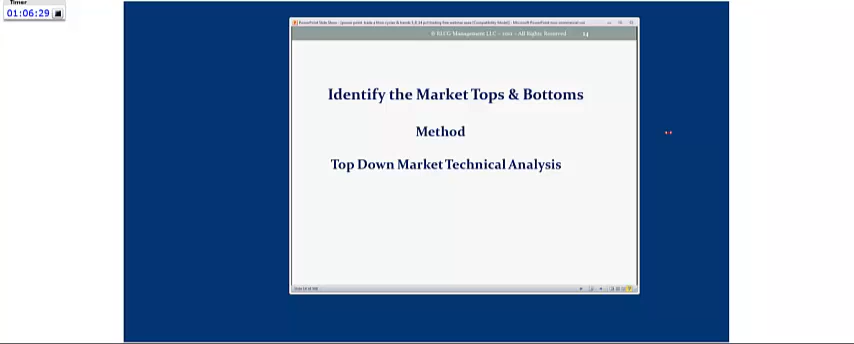 Timer
01:06:29
© BLCG Management LLC - - All Rights Reserved 14
Identify the Market Tops & Bottoms
Method
Top Down Market Technical Analysis